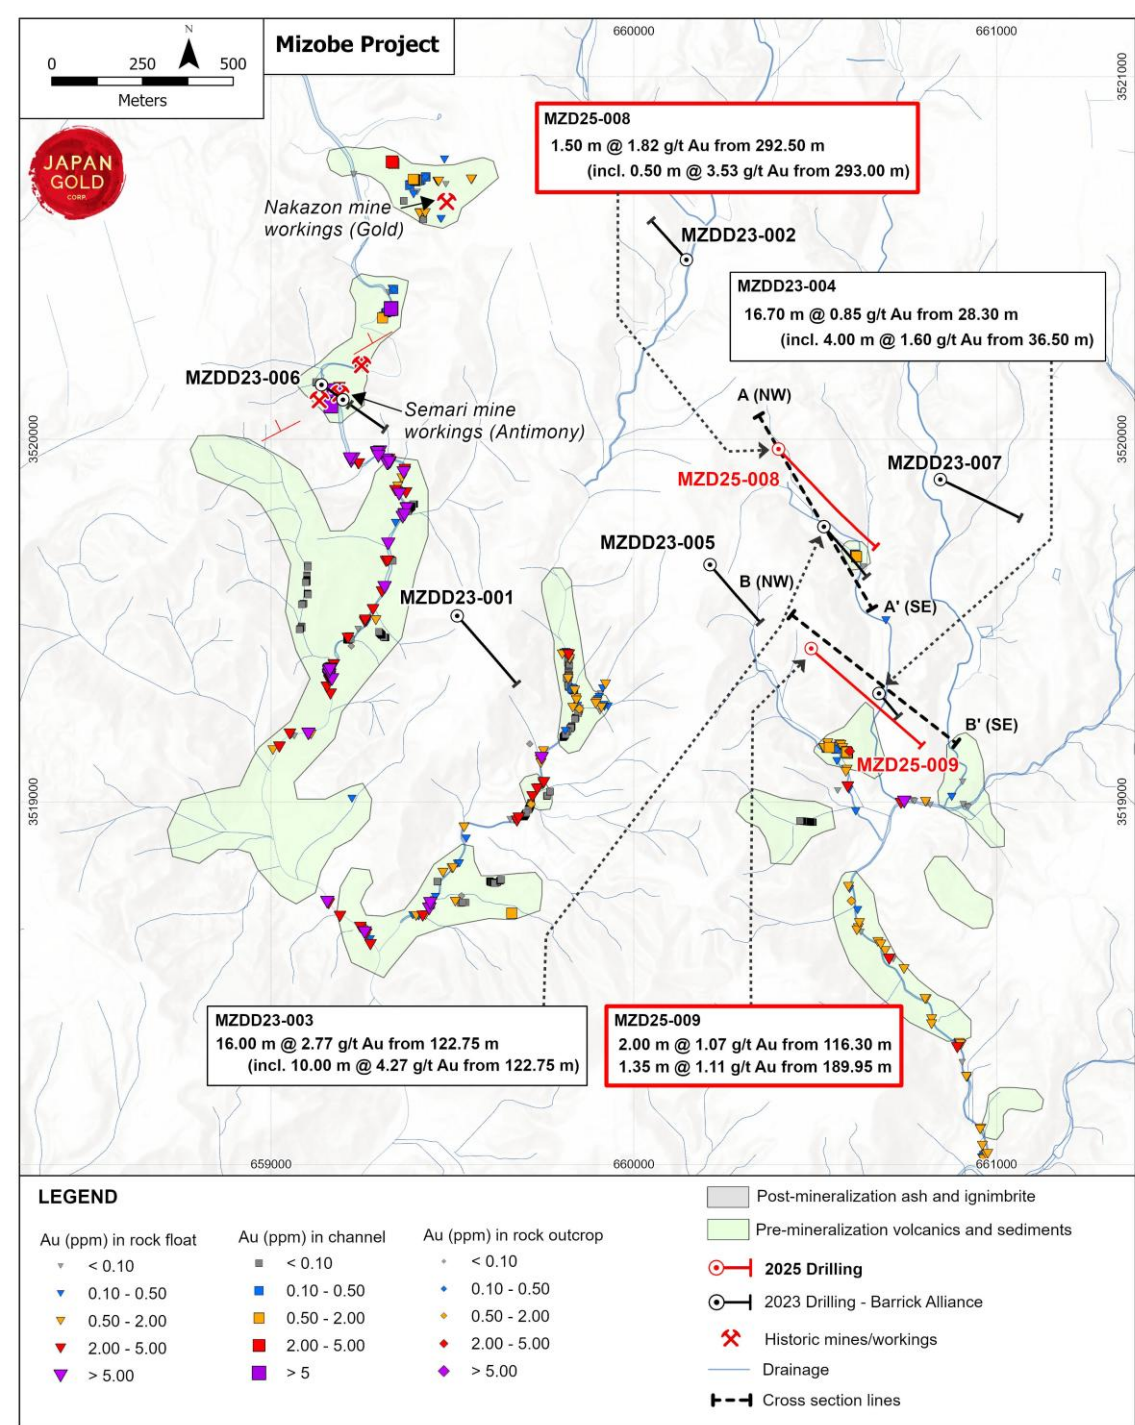 N
0 250 500
Meters
Mizobe Project
660000
661000
3521000
JAPAN
GOLD
CORP.
MZD25-008
1.50 m @ 1.82 g/t Au from 292.50 m
(incl. 0.50 m @ 3.53 g/t Au from 293.00 m)
Nakazon mine
workings (Gold)
MZDD23-002
MZDD23-004
16.70 m @ 0.85 g/t Au from 28.30 m
(incl. 4.00 m @ 1.60 g/t Au from 36.50 m)
MZDD23-006
Semari mine
workings (Antimony)
A (NW)
3520000
3520000
MZD25-008
MZDD23-007
MZDD23-005
B (NW)
MZDD23-001
A' (SE)
B' (SE)
MZD25-009
3519000
3519000
MZDD23-003
16.00 m @ 2.77 g/t Au from 122.75 m
(incl. 10.00 m @ 4.27 g/t Au from 122.75 m)
MZD25-009
2.00 m @ 1.07 g/t Au from 116.30 m
1.35 m @ 1.11 g/t Au from 189.95 m
659000
660000
661000
LEGEND
Au (ppm) in rock float
< 0.10
0.10 - 0.50
0.50 - 2.00
2.00 - 5.00
> 5.00
Au (ppm) in channel
< 0.10
0.10 - 0.50
0.50 - 2.00
2.00 - 5.00
> 5
Au (ppm) in rock outcrop
< 0.10
0.10 - 0.50
0.50 - 2.00
2.00 - 5.00
> 5.00
Post-mineralization ash and ignimbrite
Pre-mineralization volcanics and sediments
2025 Drilling
2023 Drilling - Barrick Alliance
Historic mines/workings
Drainage
Cross section lines